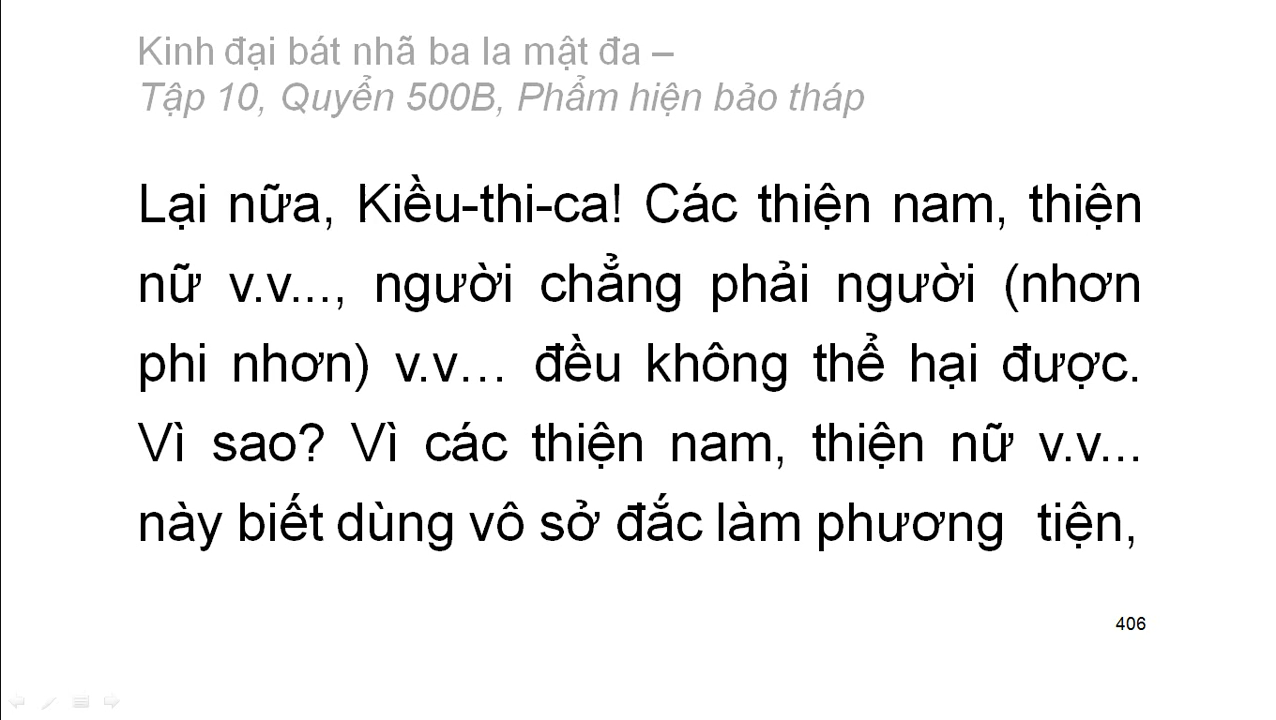 Kinh đại bát nhã ba la mật đa –
Tập 10, Quyển 500B, Phẩm hiện bảo tháp
Lại nữa, Kiều-thi-ca! Các thiện nam, thiện
nữ v.v..., người chẳng phải người (nhơn
phi nhơn) v.v… đều không thể hại được.
Vì sao? Vì các thiện nam, thiện nữ v.v...
này biết dùng vô sở đắc làm phương tiện,
406